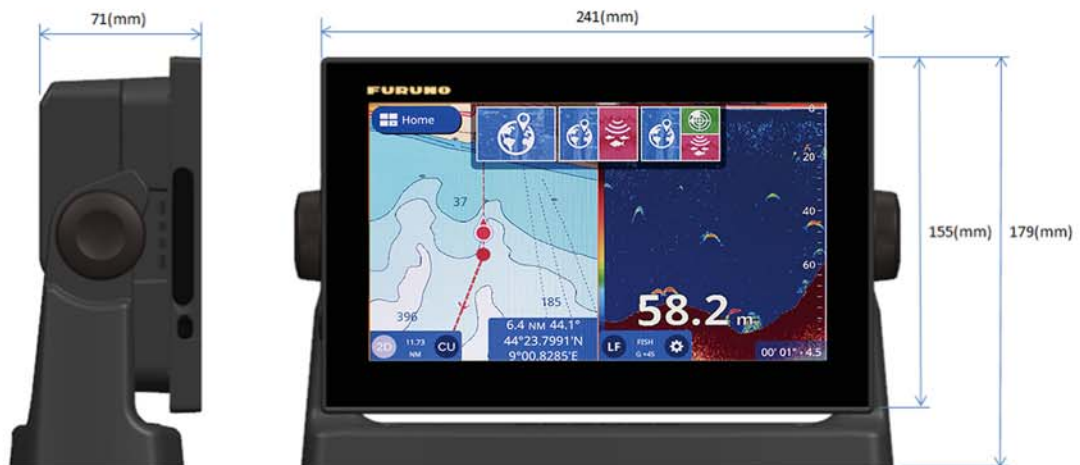 71(mm)
241(mm)
FURUNO
Home
0
20
37
40
155(mm)
179(mm)
60
185
58.2 m
396
6.4 NM 44.1°
44°23.7991'N
9°00.8285'E
2D
11.73
NM
CU
LF
FISH
G +45
00' 01" • 4.5